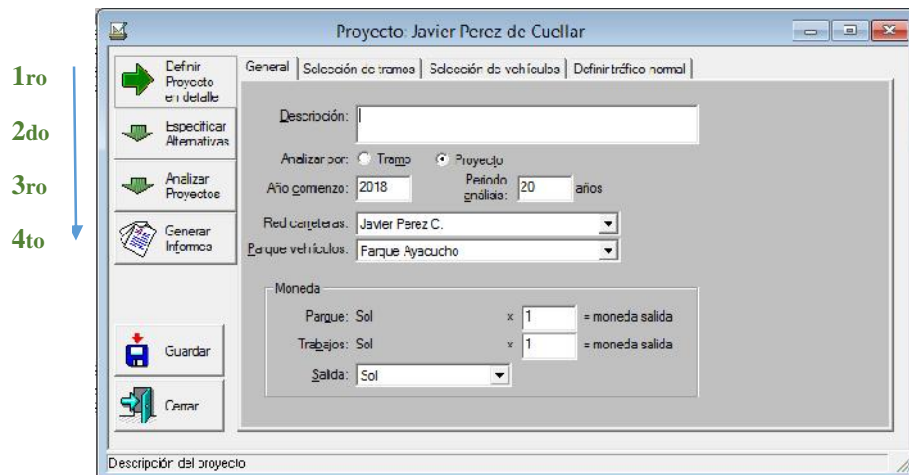 Proyecto: Javier Perez de Cuellar
1ro
2do
3ro
4to
Definir
Proyecto
en detalle
Especificar
Alternativas
Analizar
Proyectos
Generar
Informes
Guardar
Cerrar
General Selección de tramos Selección de vehículos Definir tráfico normal
Descripción:
Analizar por: Tramo Proyecto
Año comienzo: 2018 Periodo análisis: 20 años
Red carreteras: Javier Perez C.
Parque vehículos: Parque Ayacucho
Moneda
Parque: Sol x 1 = moneda salida
Trabajos: Sol x 1 = moneda salida
Salida: Sol
Descripción del proyecto